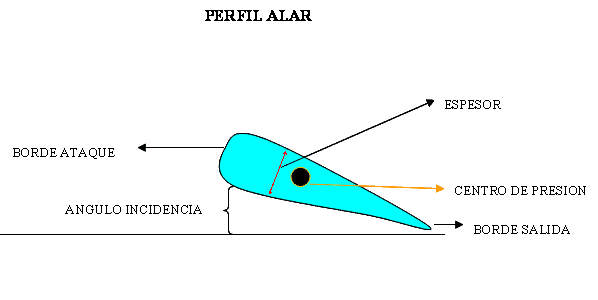 PERFIL ALAR
ESPESOR
BORDE ATAQUE
CENTRO DE PRESION
ANGULO INCIDENCIA
BORDE SALIDA